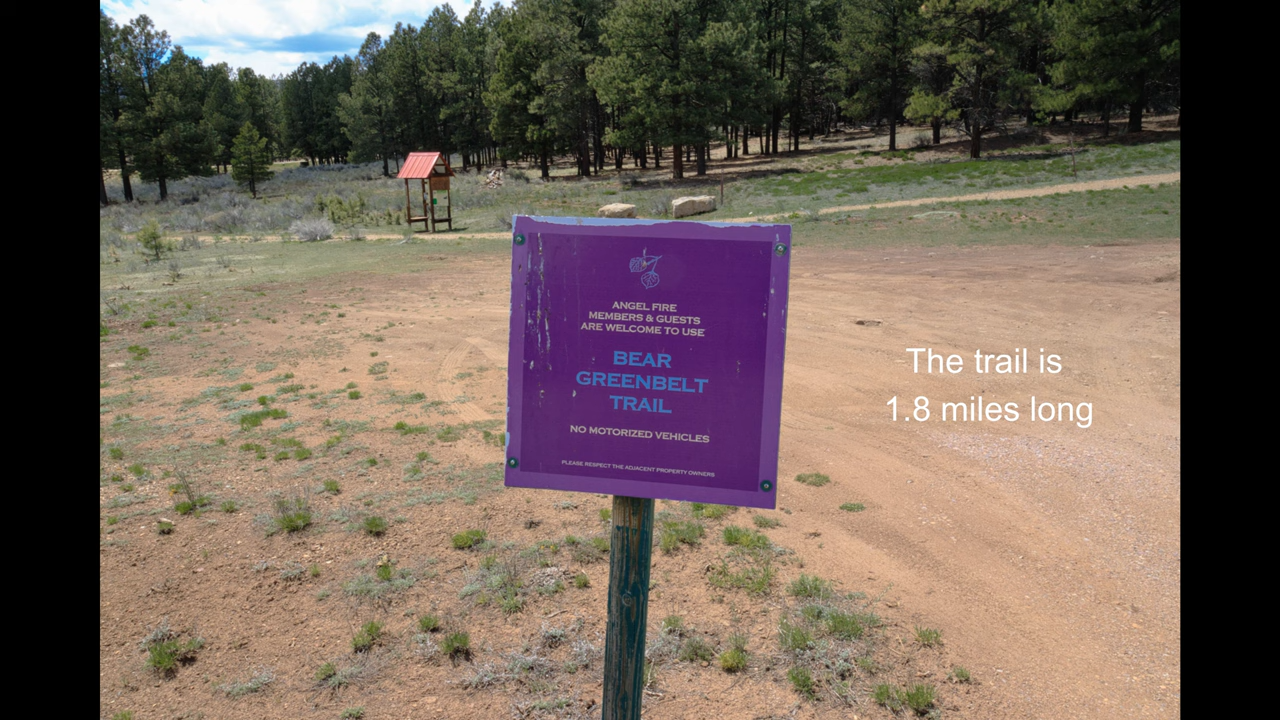 ANGEL FIRE
MEMBERS & GUESTS
ARE WELCOME TO USE
BEAR
GREENBELT
TRAIL
NO MOTORIZED VEHICLES
PLEASE RESPECT THE ADJACENT PROPERTY OWNERS
The trail is
1.8 miles long